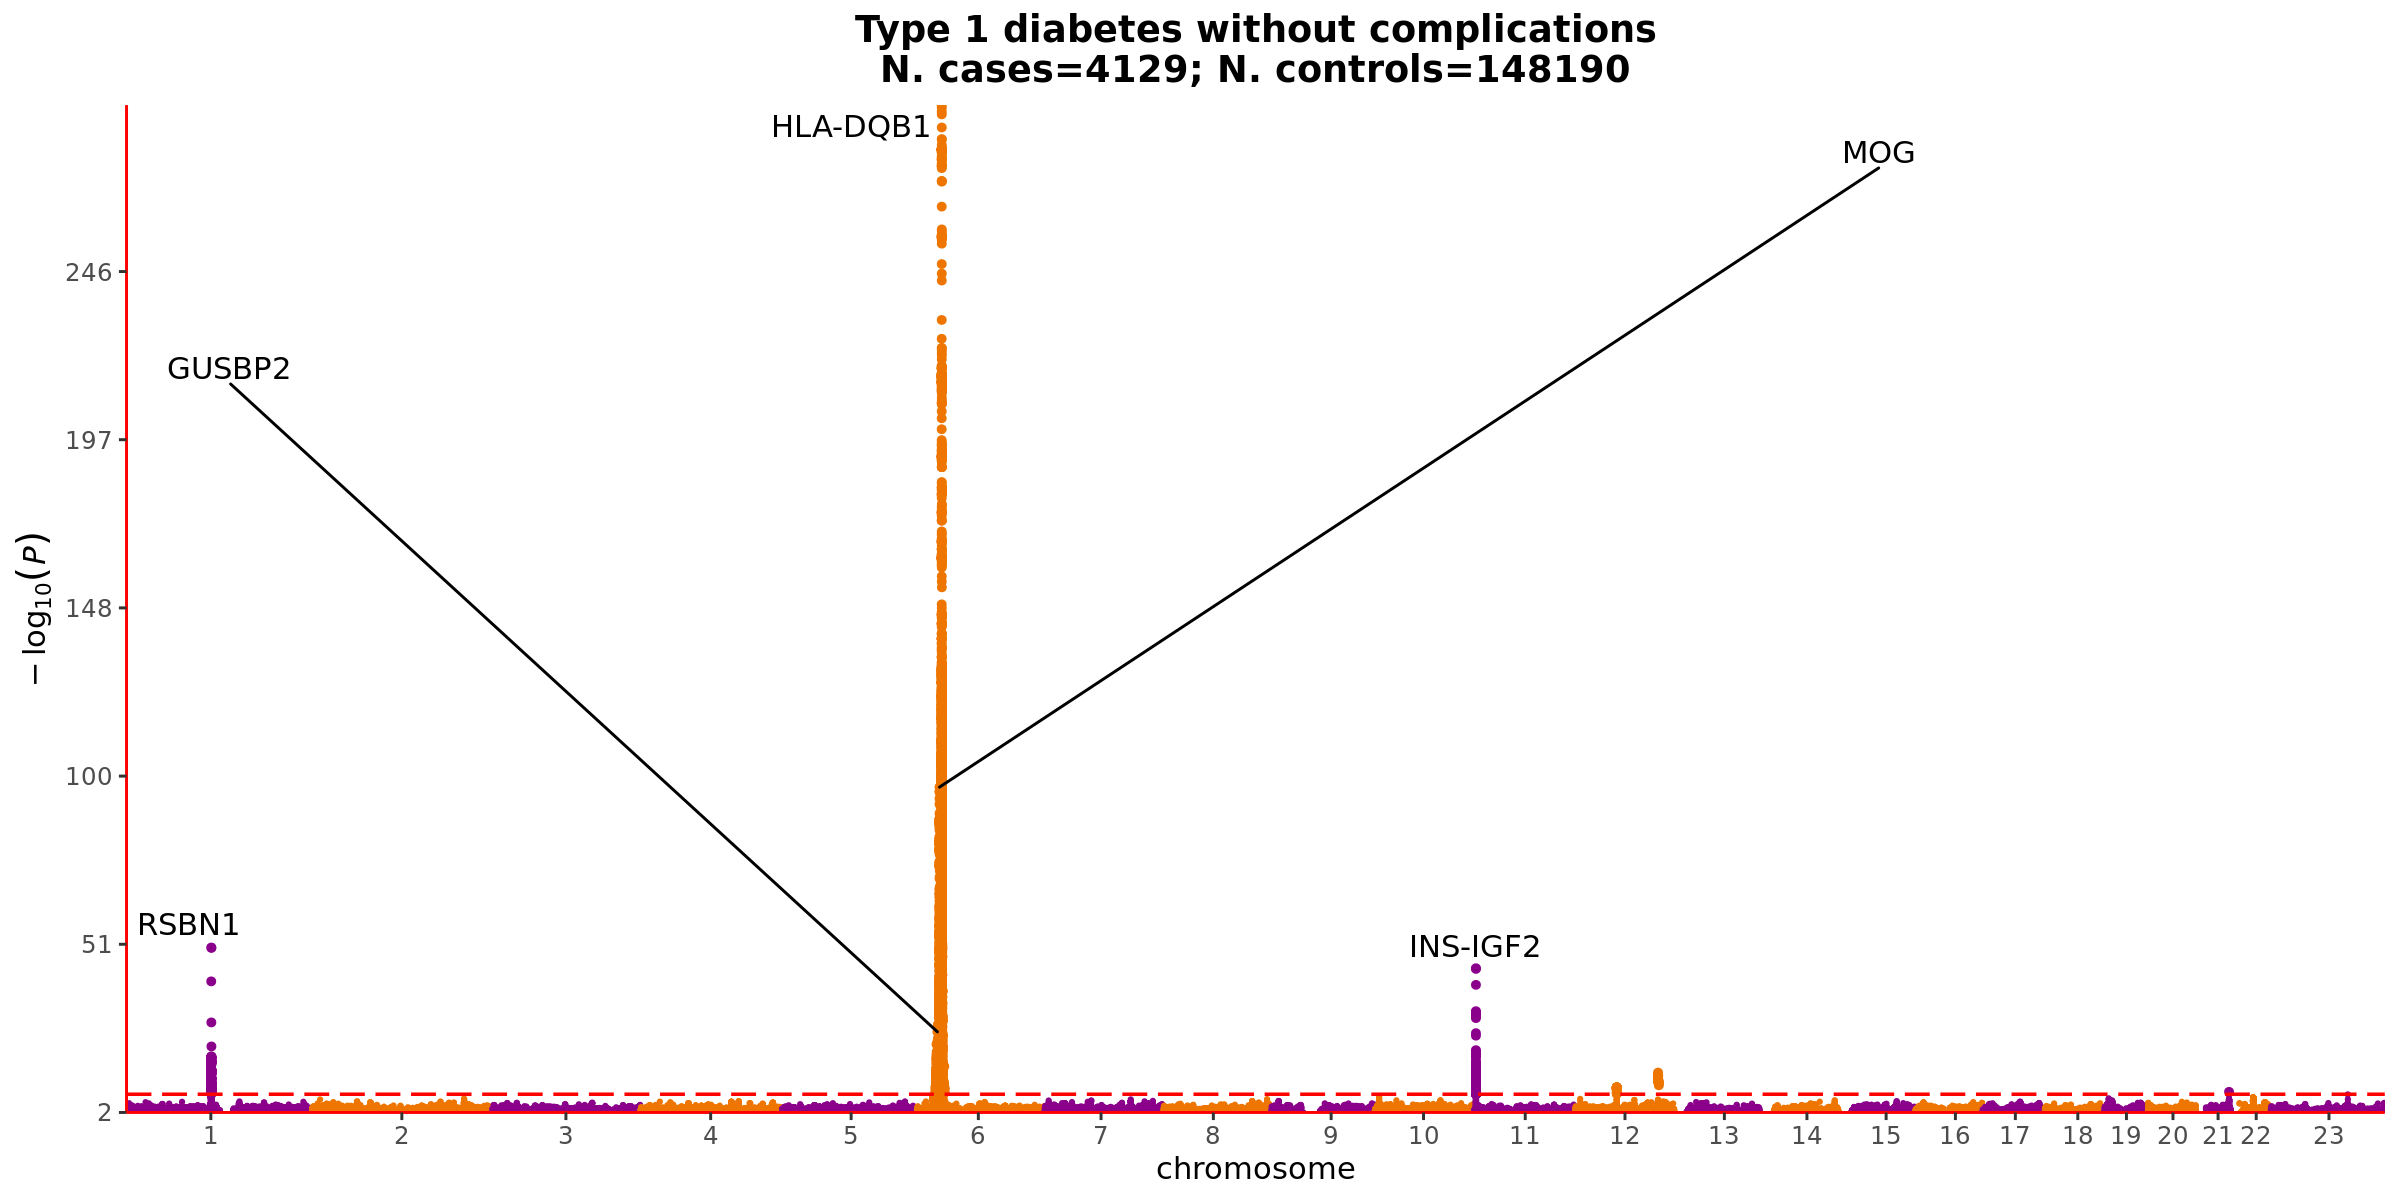 Type 1 diabetes without complications
N. cases=4129; N. controls=148190
HLA-DQB1
MOG
GUSBP2
RSBN1
INS-IGF2
−log10(P)
246
197
148
100
51
2
1 2 3 4 5 6 7 8 9 10 11 12 13 14 15 16 17 18 19 20 21 22 23
chromosome